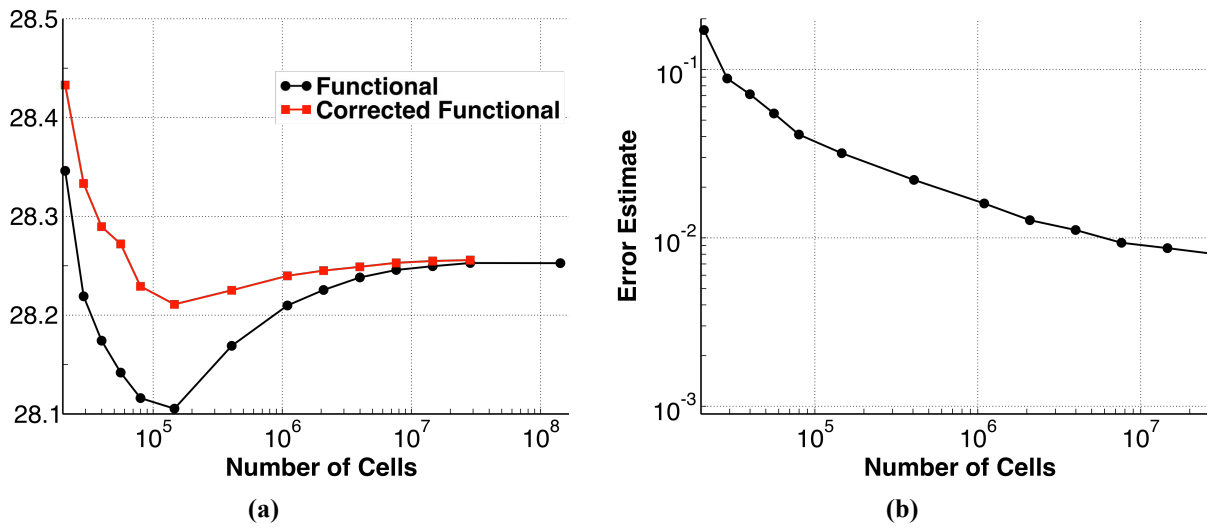 28.5
28.4
28.3
28.2
28.1
Functional
Corrected Functional
10^5
10^6
10^7
10^8
Number of Cells
(a)
Error Estimate
10^-1
10^-2
10^-3
10^5
10^6
10^7
Number of Cells
(b)